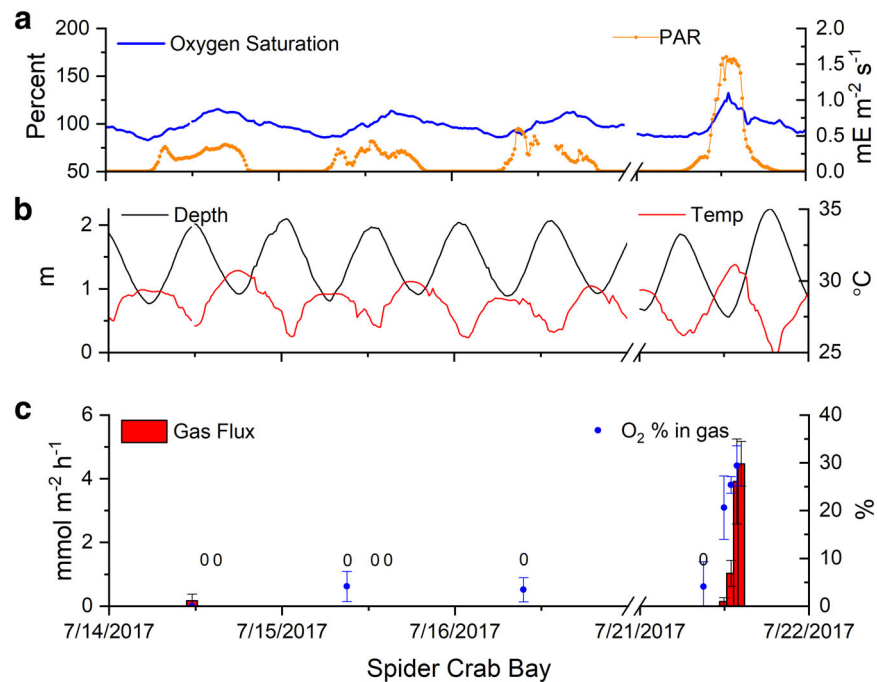 a
200
150
100
50
Percent
Oxygen Saturation
PAR
2.0
1.5
1.0
0.5
0.0
mE m⁻² s⁻¹
b
2
1
0
m
Depth
Temp
35
30
25
°C
c
6
4
2
0
mmol m⁻² h⁻¹
Gas Flux
O₂ % in gas
40
30
20
10
0
%
0 0 0 0 0 0 0
7/14/2017 7/15/2017 7/16/2017 7/21/2017 7/22/2017
Spider Crab Bay